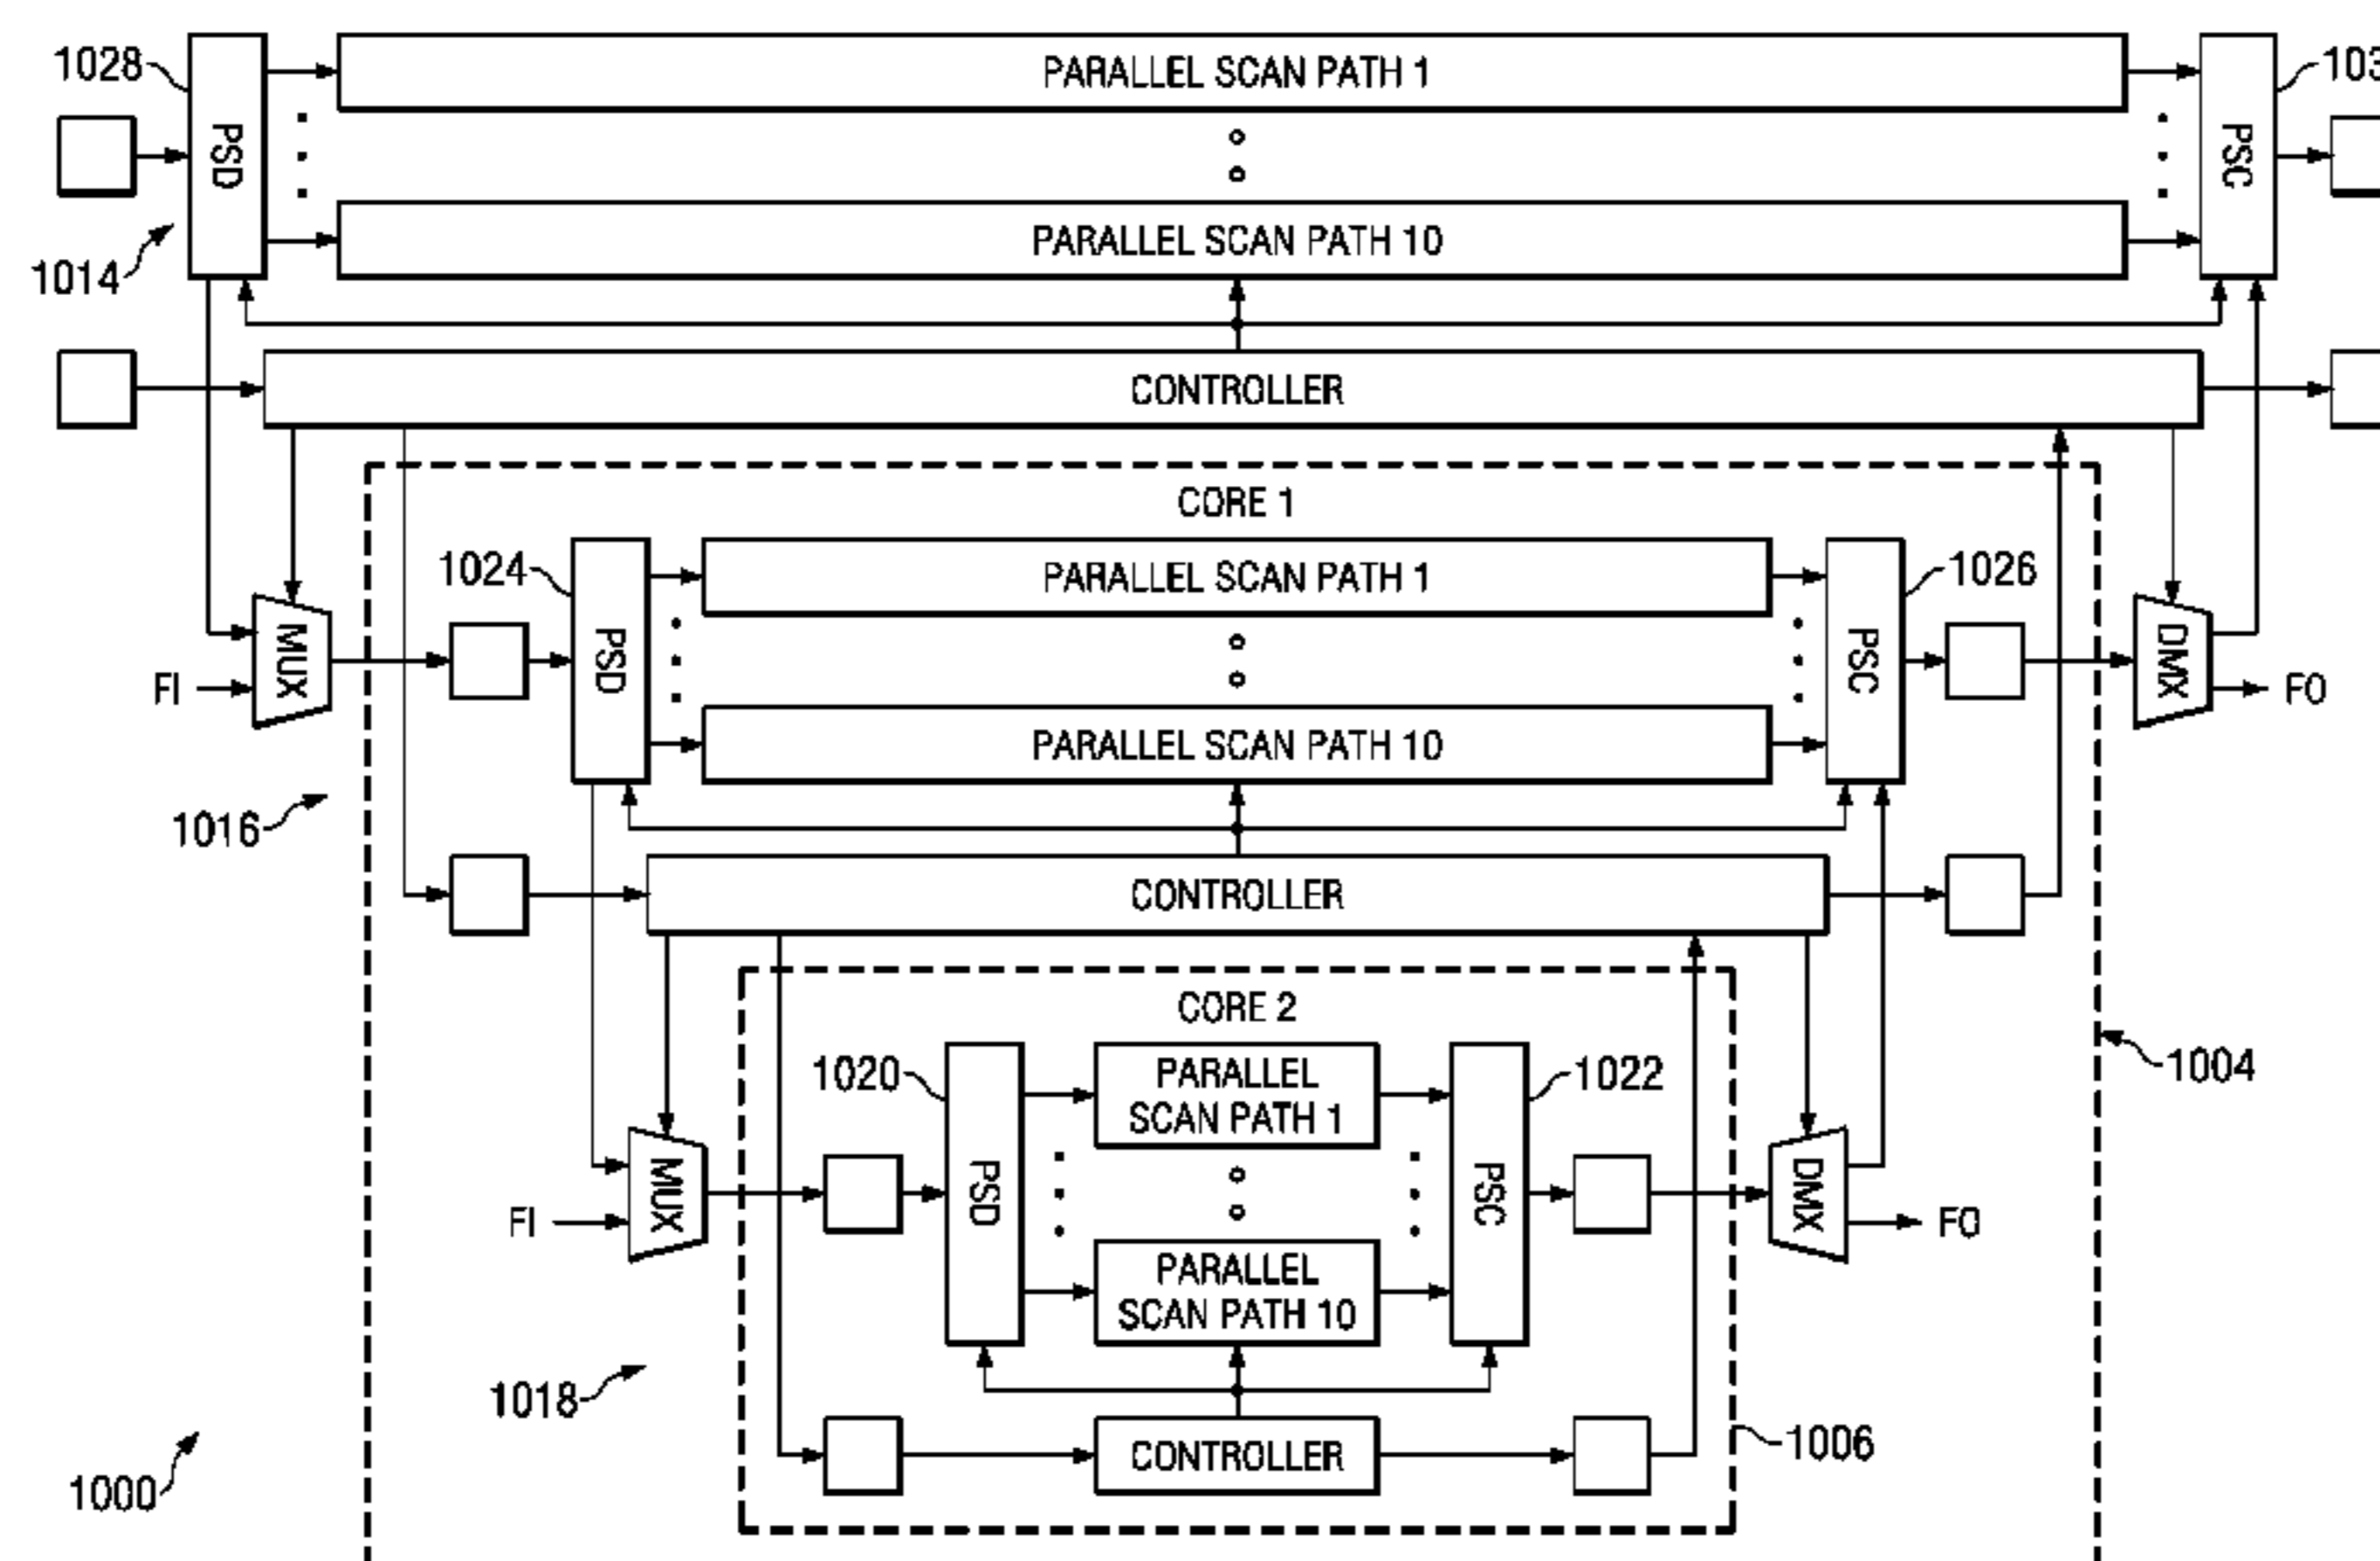 1028
PARALLEL SCAN PATH 1
103
PSD
PSC
1014
PARALLEL SCAN PATH 10
CONTROLLER
CORE 1
1024
PARALLEL SCAN PATH 1
1026
MUX
PSD
PSC
DMX
FI
FO
PARALLEL SCAN PATH 10
1016
CONTROLLER
CORE 2
1020
PARALLEL
SCAN PATH 1
1022
1004
MUX
PSD
PSC
DMX
FI
FO
PARALLEL
SCAN PATH 10
1018
CONTROLLER
1006
1000